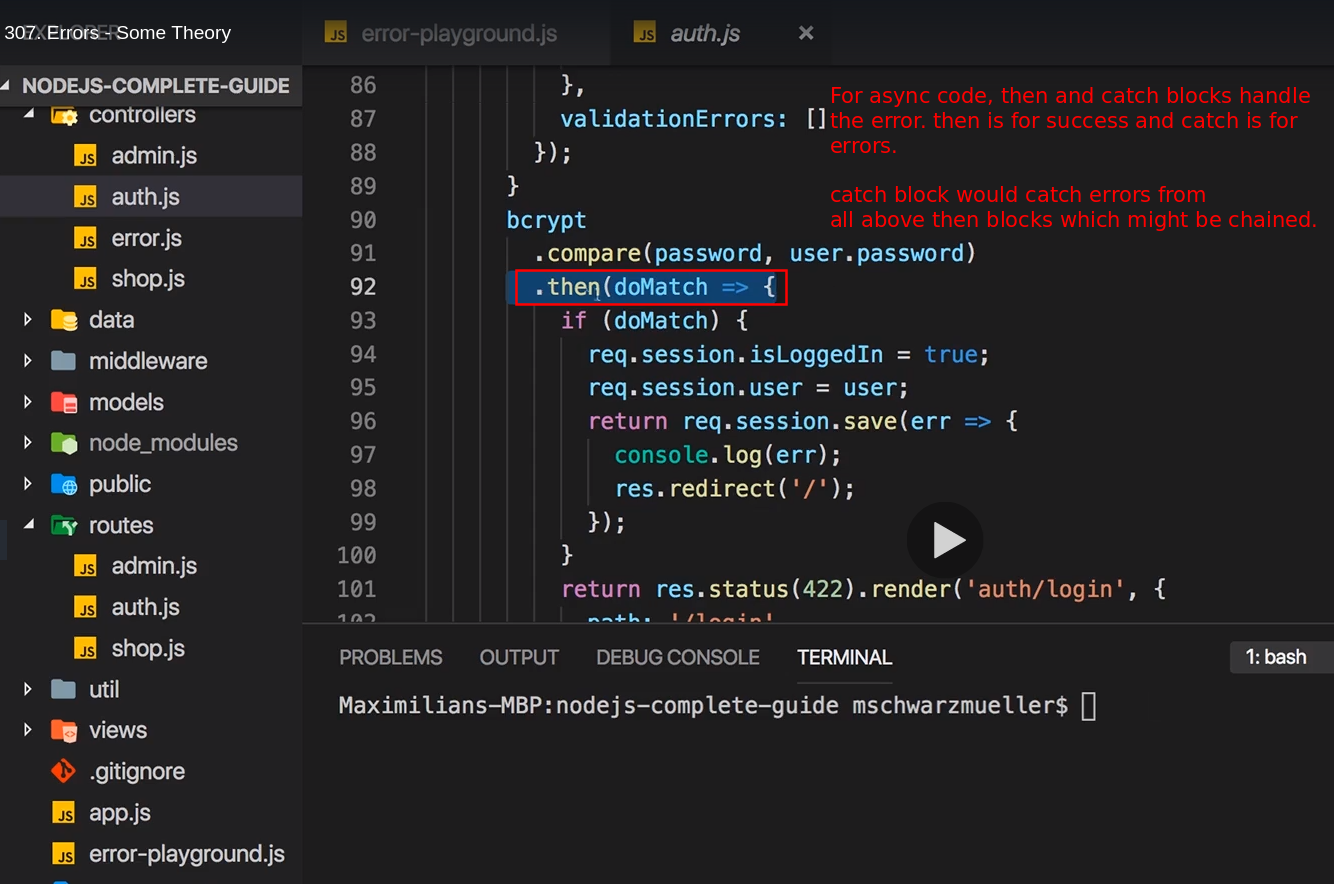 307. Errors - Some Theory
error-playground.js
auth.js
NODEJS-COMPLETE-GUIDE
controllers
admin.js
auth.js
error.js
shop.js
data
middleware
models
node_modules
public
routes
admin.js
auth.js
shop.js
util
views
.gitignore
app.js
error-playground.js
86 },
87 validationErrors: []
88 });
89 }
90 bcrypt
91 .compare(password, user.password)
92 .then(doMatch => {
93 if (doMatch) {
94 req.session.isLoggedIn = true;
95 req.session.user = user;
96 return req.session.save(err => {
97 console.log(err);
98 res.redirect('/');
99 });
100 }
101 return res.status(422).render('auth/login', {
102 path: '/login'
For async code, then and catch blocks handle
the error. then is for success and catch is for
errors.
catch block would catch errors from
all above then blocks which might be chained.
PROBLEMS OUTPUT DEBUG CONSOLE TERMINAL 1: bash
Maximilians-MBP:nodejs-complete-guide mschwarzmueller$